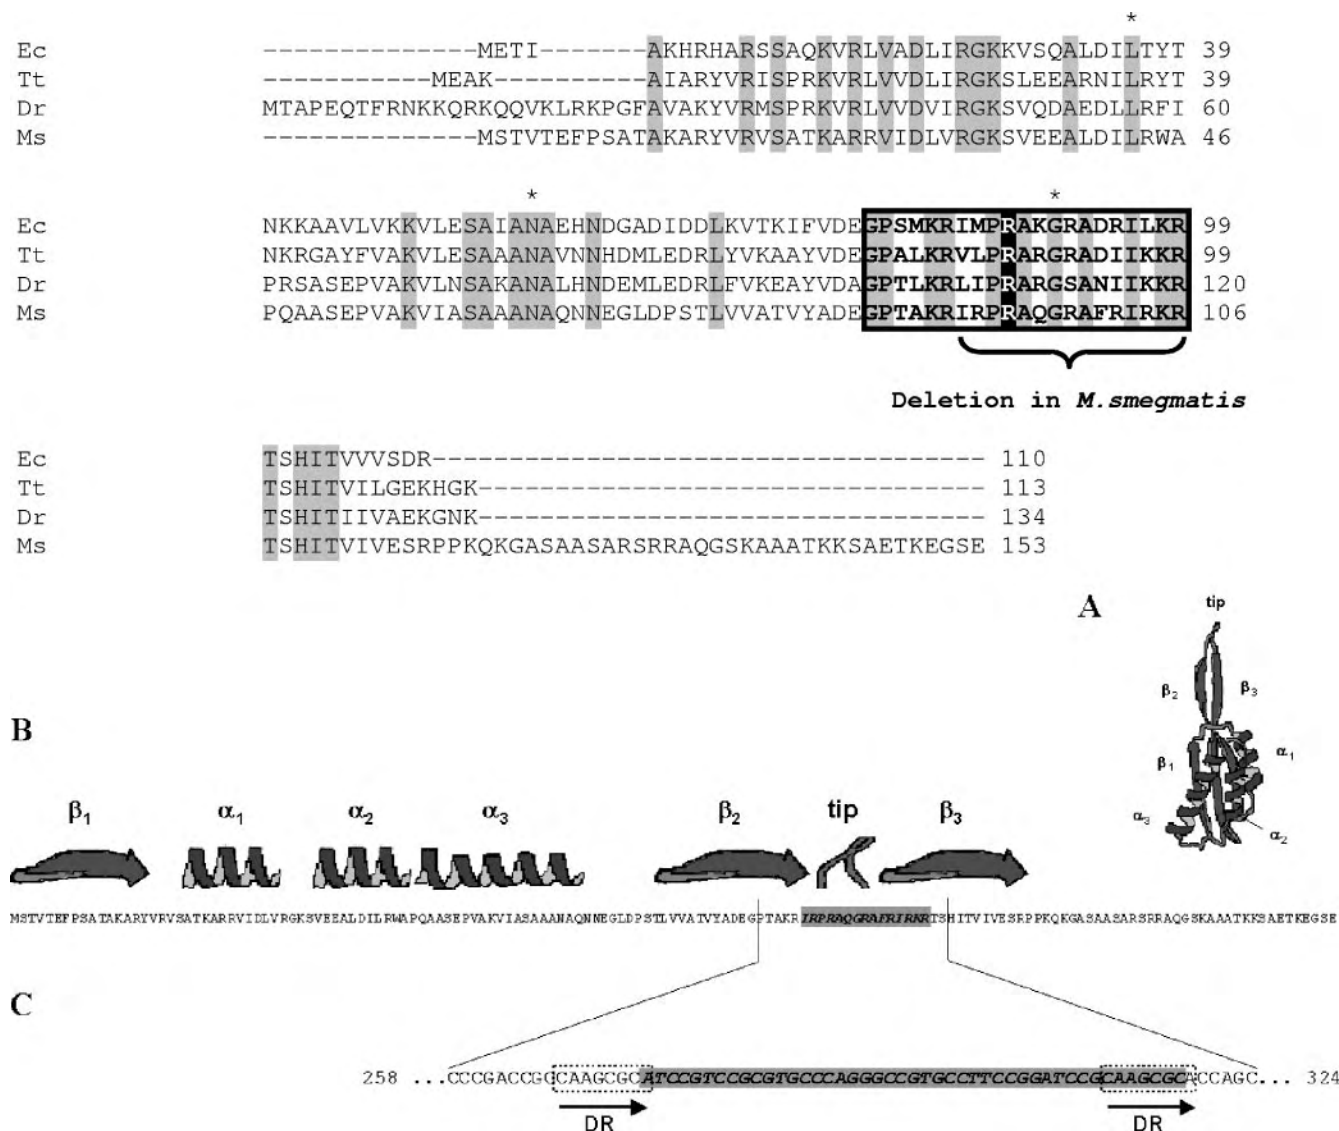 *
Ec --------------METI-------AKHRHARSSAQKVRLVADLIRGKKVSQALDILTYT 39
Tt -----------MEAK----------AIARYVRISPRKVRLVVDLIRGKSLEEARNILRYT 39
Dr MTAPEQTFRNKKQRKQQVKLRKPGFAVAKYVRMSPRKVRLVVDVIRGKSVQDAEDLLRFI 60
Ms --------------MSTVTEFPSATAKARYVRVSATKARRVIDLVRGKSVEEALDILRWA 46
* *
Ec NKKAAVLVKKVLESAIANAEHNDGADIDDLKVTKIFVDEGPSMKRIMPRAKGRADRILKR 99
Tt NKRGAYFVAKVLESAAANAVNNHDMLEDRLYVKAAYVDEGPALKRVLPRARGRADIIKKR 99
Dr PRSASEPVAKVLNSAKANALHNDEMLEDRLFVKEAYVDAGPTLKRLIPRARGSANIIKKR 120
Ms PQAASEPVAKVIASAAANAQNNEGLDPSTLVVATVYADEGPTAKRIRPRAQGRAFRIRKR 106
Deletion in M.smegmatis
Ec TSHITVVVSDR------------------------------------ 110
Tt TSHITVILGEKHGK--------------------------------- 113
Dr TSHITIIVAEKGNK--------------------------------- 134
Ms TSHITVIVESRPPKQKGASAASARSRRAQGSKAAATKKSAETKEGSE 153
A
tip
β2 β3
β1 α1
α3 α2
B
β1 α1 α2 α3 β2 tip β3
MSTVTEFPSATAKARYVRVSATKARRVIDLVRGKSVEEALDILRWAPQAASEPVAKVIASAAANAQNNEGLDPSTLVVATVYADEGPTAKRIRPRAQGRAFRIRKRTSHITVIVESRPPKQKGASAASARSRRAQGSKAAATKKSAETKEGSE
C
258 ...CCCGACCGCCAAGCGCATCCGTCCGCGTGCCCAGGGCCGTGCCTTCCGGATCCGCAAGCGCACCAGC... 324
DR DR